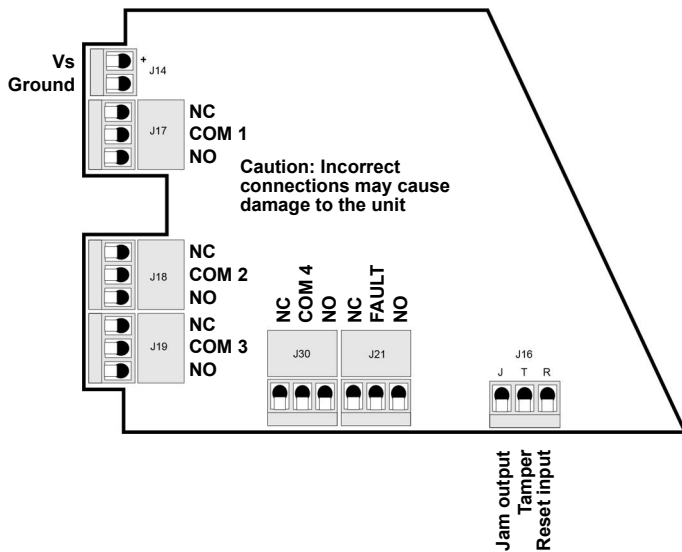 Vs
+
J14
Ground
NC
J17
COM 1
NO
Caution: Incorrect
connections may cause
damage to the unit
NC
J18
COM 2
NO
NC
J19
COM 3
NO
NC
COM 4
NO
NC
FAULT
NO
J30
J21
J16
J T R
Jam output
Tamper
Reset input